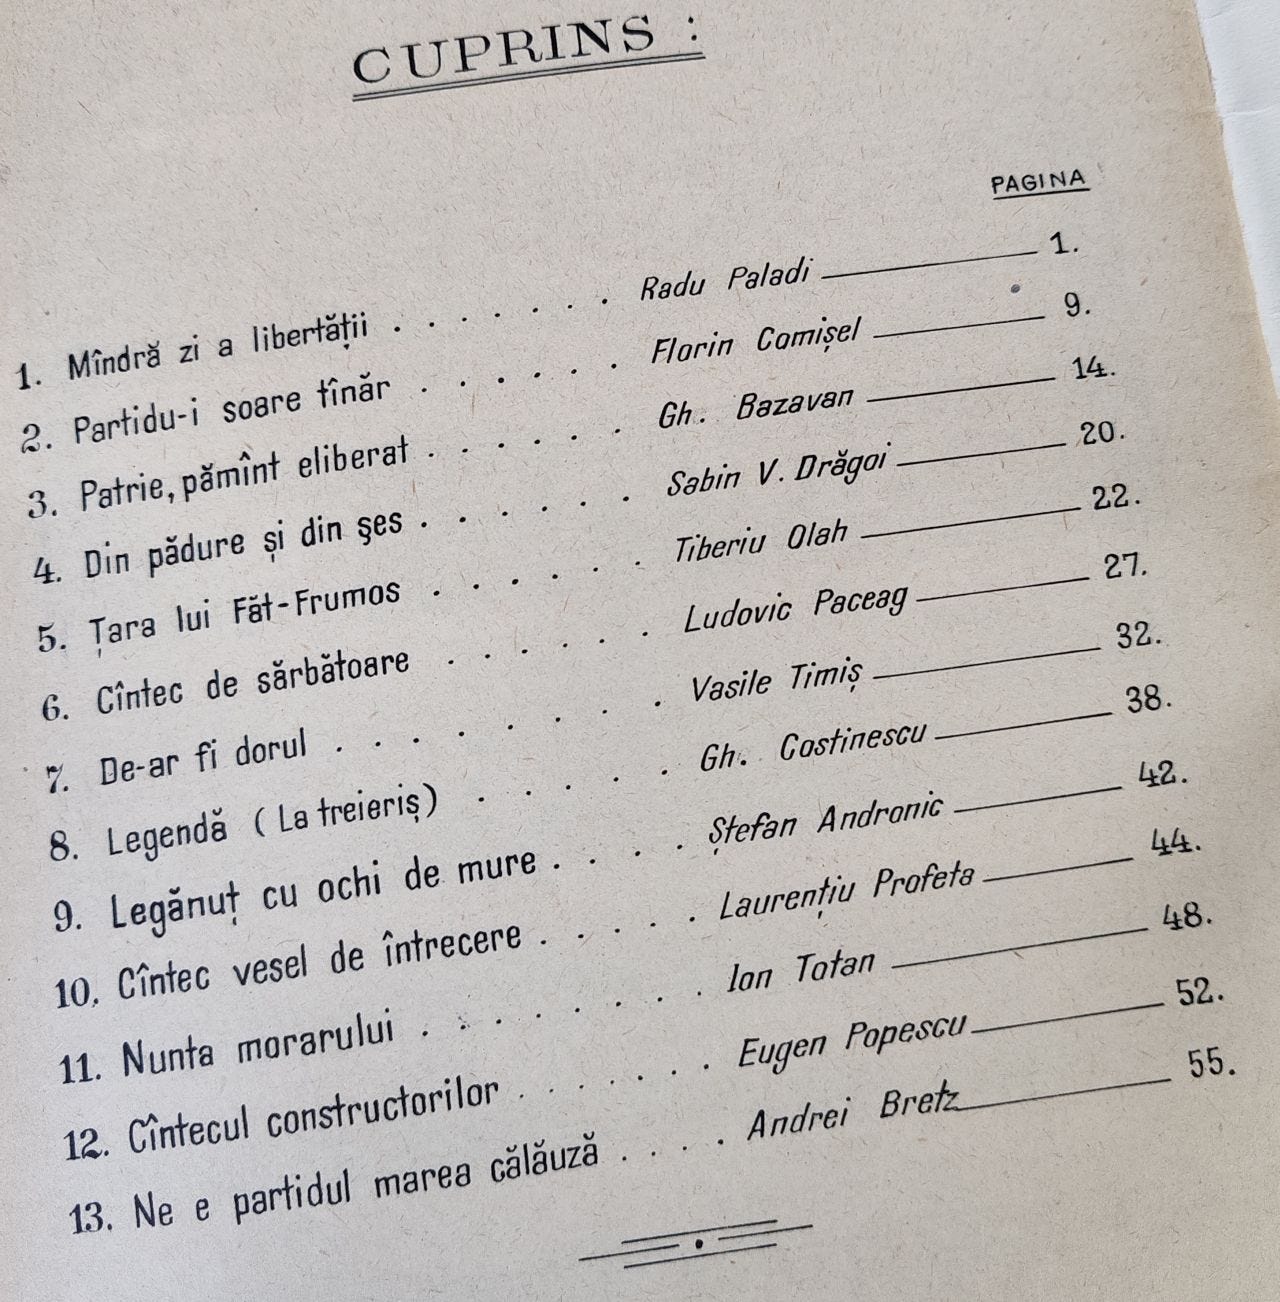 CUPRINS :
PAGINA
1. Mîndră zi a libertății . . . . . . Radu Paladi 1.
2. Partidu-i soare tînăr . . . . . . Florin Comișel 9.
3. Patrie, pămînt eliberat . . . . . . Gh. Bazavan 14.
4. Din pădure și din șes . . . . . . Sabin V. Drăgoi 20.
5. Țara lui Făt-Frumos . . . . . . Tiberiu Olah 22.
6. Cîntec de sărbătoare . . . . . . Ludovic Paceag 27.
7. De-ar fi dorul . . . . . . . . . Vasile Timiș 32.
8. Legendă ( La treieriș ) . . . . . Gh. Costinescu 38.
9. Legănuț cu ochi de mure . . . . Ștefan Andronic 42.
10. Cîntec vesel de întrecere . . . . . Laurențiu Profeta 44.
11. Nunta morarului . . . . . . . . Ion Totan 48.
12. Cîntecul constructorilor . . . . . . . Eugen Popescu 52.
13. Ne e partidul marea călăuză . . . . Andrei Bretz 55.